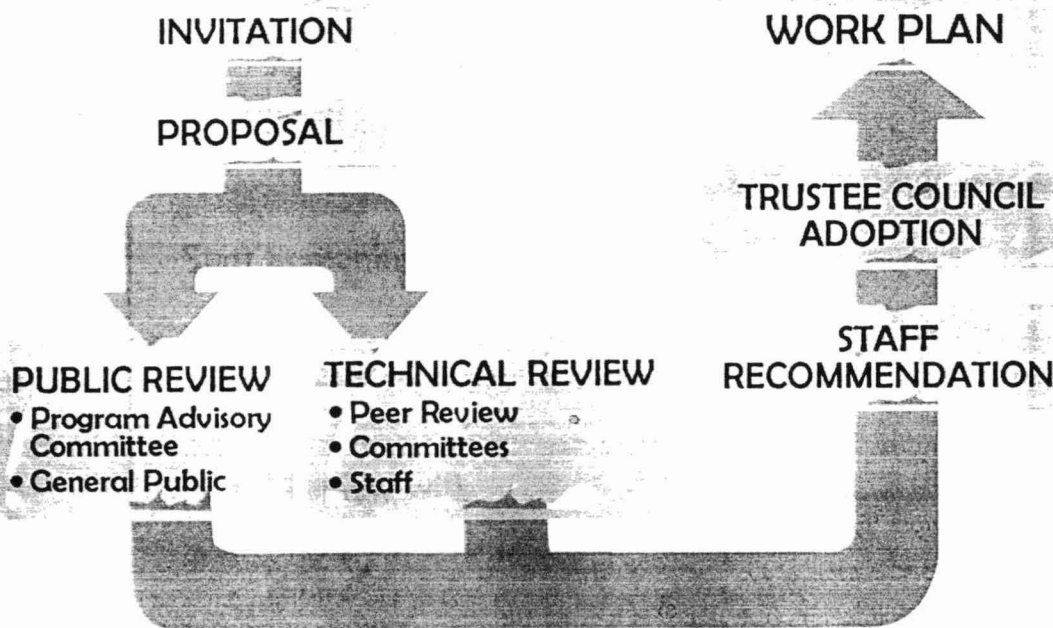 INVITATION
PROPOSAL
PUBLIC REVIEW
• Program Advisory
Committee
• General Public
TECHNICAL REVIEW
• Peer Review
• Committees
• Staff
STAFF
RECOMMENDATION
TRUSTEE COUNCIL
ADOPTION
WORK PLAN